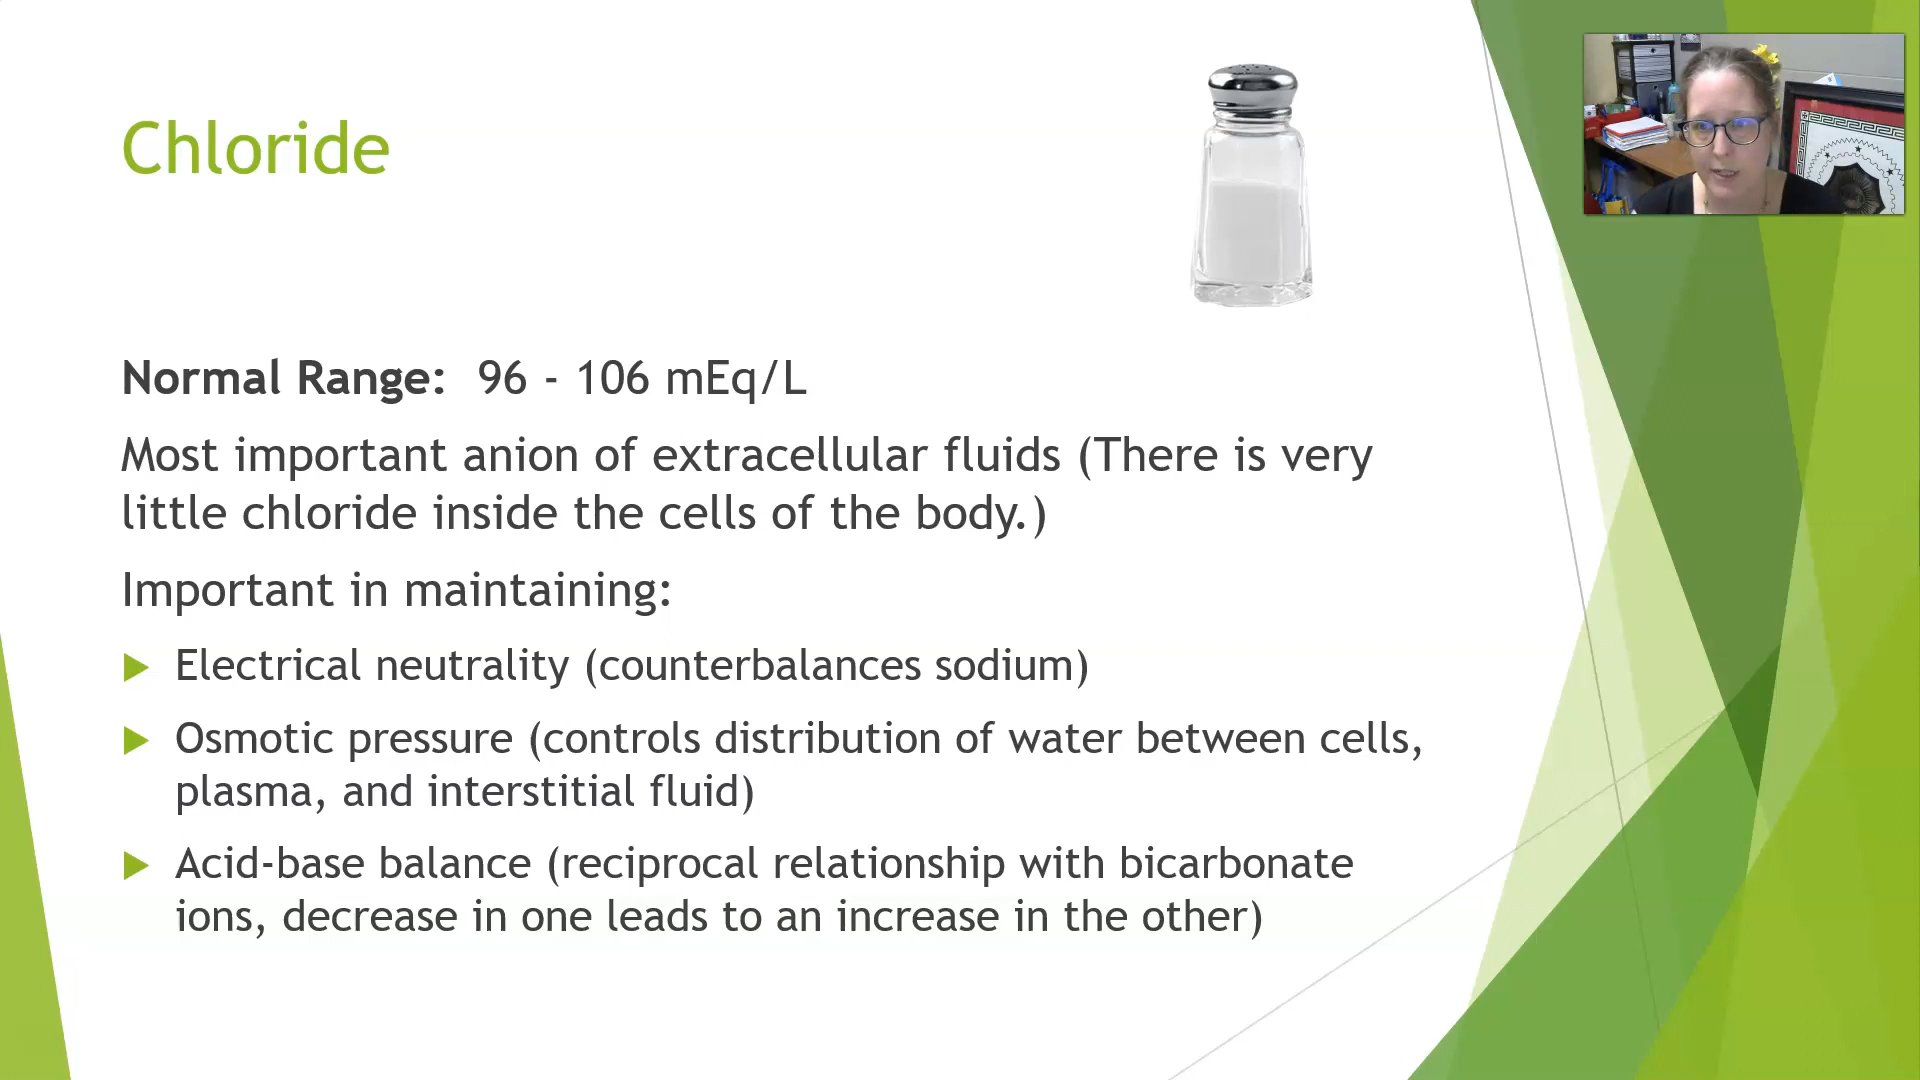 Chloride
Normal Range: 96 - 106 mEq/L
Most important anion of extracellular fluids (There is very
little chloride inside the cells of the body.)
Important in maintaining:
Electrical neutrality (counterbalances sodium)
Osmotic pressure (controls distribution of water between cells,
plasma, and interstitial fluid)
Acid-base balance (reciprocal relationship with bicarbonate
ions, decrease in one leads to an increase in the other)